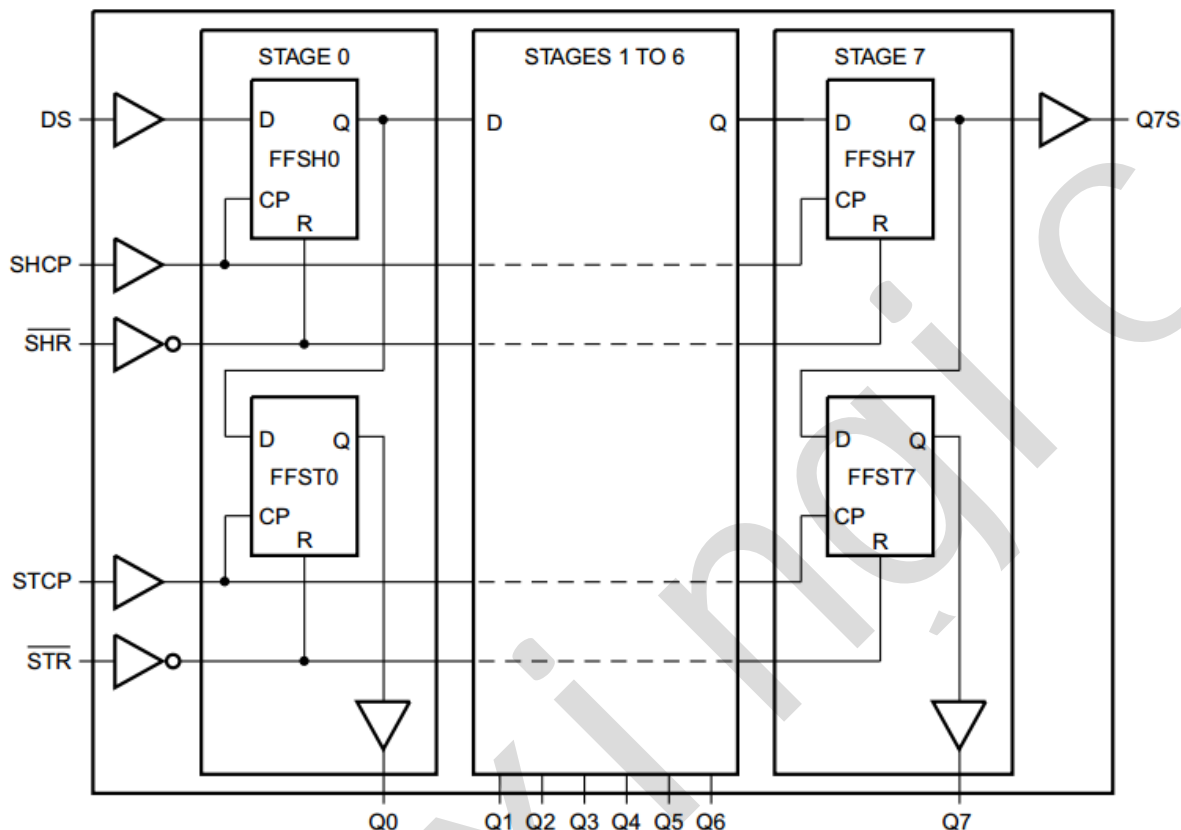 STAGE 0
STAGES 1 TO 6
STAGE 7
DS
D
Q
D
Q
D
Q
Q7S
FFSH0
FFSH7
CP
CP
R
R
SHCP
SHR
D
Q
D
Q
FFST0
FFST7
CP
CP
R
R
STCP
STR
Q0
Q1
Q2
Q3
Q4
Q5
Q6
Q7